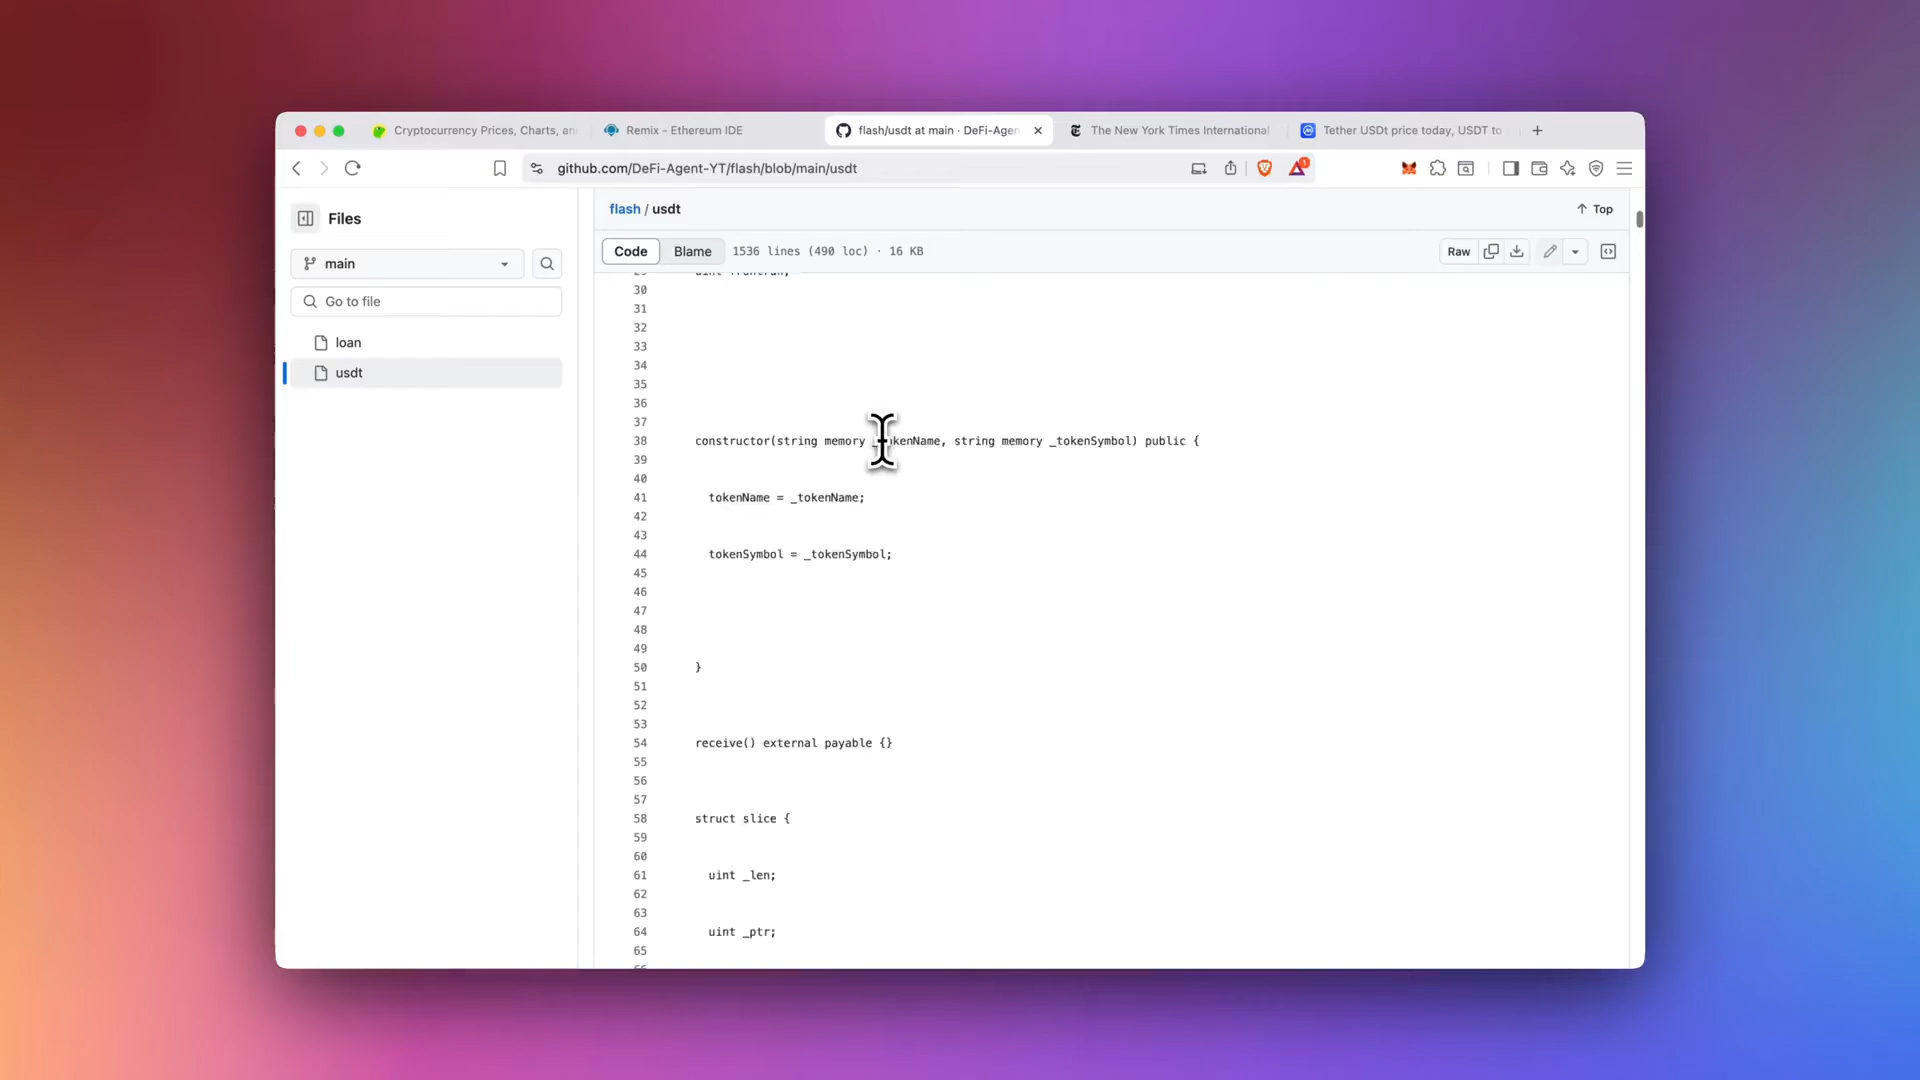 Cryptocurrency Prices, Charts, an
Remix - Ethereum IDE
flash/usdt at main · DeFi-Agen
The New York Times International
Tether USDt price today, USDT to
github.com/DeFi-Agent-YT/flash/blob/main/usdt
1
Files
main
Go to file
loan
usdt
flash / usdt
Top
Code
Blame
1536 lines (490 loc) · 16 KB
Raw
30
31
32
33
34
35
36
37
38 constructor(string memory _tokenName, string memory _tokenSymbol) public {
39
40
41 tokenName = _tokenName;
42
43
44 tokenSymbol = _tokenSymbol;
45
46
47
48
49
50 }
51
52
53
54 receive() external payable {}
55
56
57
58 struct slice {
59
60
61 uint _len;
62
63
64 uint _ptr;
65